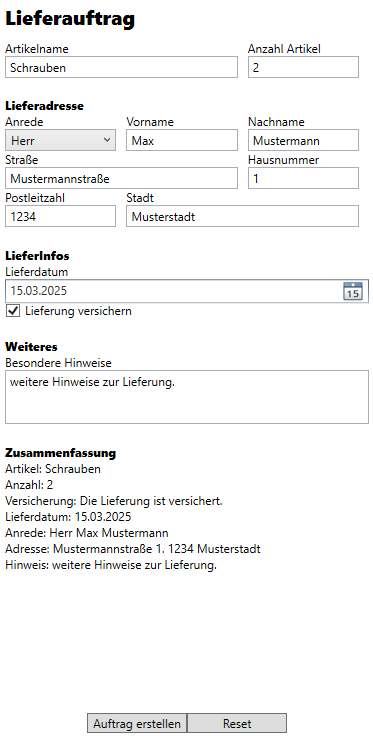 Lieferauftrag
Artikelname Anzahl Artikel
Schrauben 2
Lieferadresse
Anrede Vorname Nachname
Herr Max Mustermann
Straße Hausnummer
Mustermannstraße 1
Postleitzahl Stadt
1234 Musterstadt
LieferInfos
Lieferdatum
15.03.2025 15
Lieferung versichern
Weiteres
Besondere Hinweise
weitere Hinweise zur Lieferung.
Zusammenfassung
Artikel: Schrauben
Anzahl: 2
Versicherung: Die Lieferung ist versichert.
Lieferdatum: 15.03.2025
Anrede: Herr Max Mustermann
Adresse: Mustermannstraße 1. 1234 Musterstadt
Hinweis: weitere Hinweise zur Lieferung.
Auftrag erstellen Reset